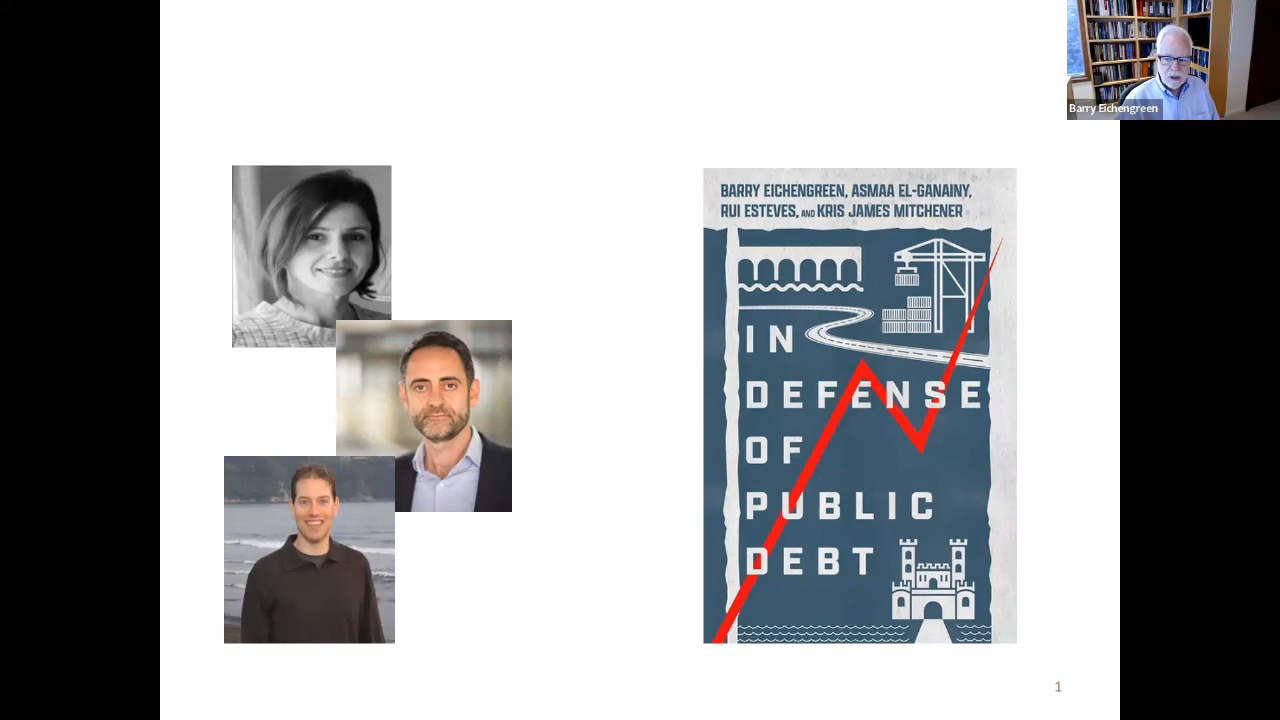 Barry Eichengreen
BARRY EICHENGREEN, ASMAA EL-GANAINY,
RUI ESTEVES, AND KRIS JAMES MITCHENER
IN
DEFENSE
OF
PUBLIC
DEBT
1